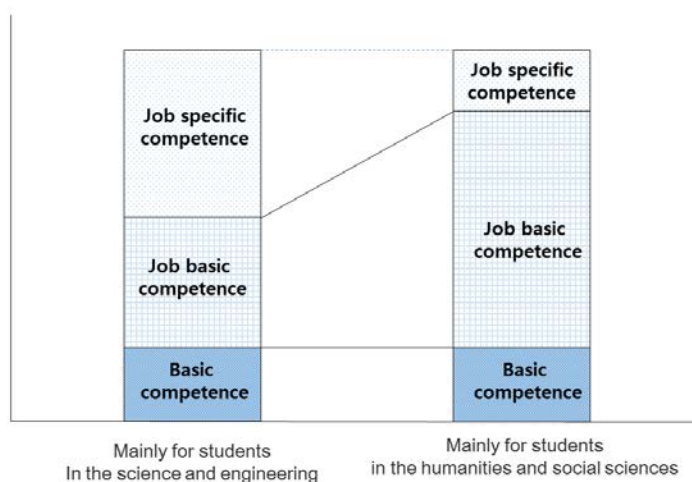 Job specific
competence
Job basic
competence
Basic
competence
Job specific
competence
Job basic
competence
Basic
competence
Mainly for students
In the science and engineering
Mainly for students
in the humanities and social sciences